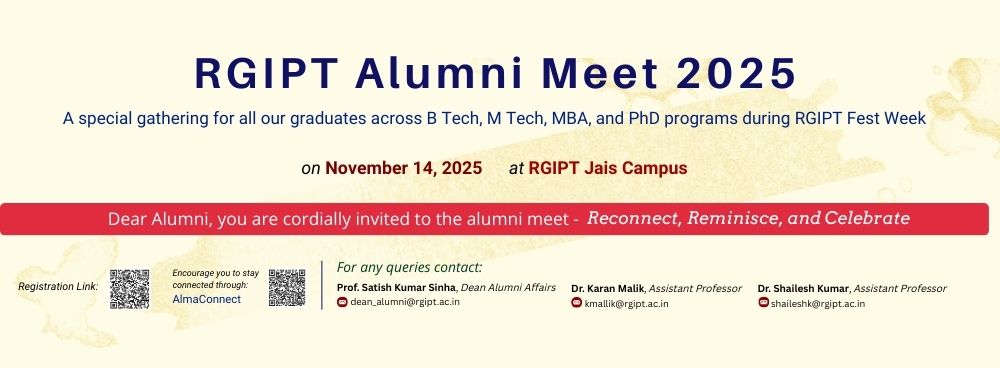 RGIPT Alumni Meet 2025
A special gathering for all our graduates across B Tech, M Tech, MBA, and PhD programs during RGIPT Fest Week
on November 14, 2025 at RGIPT Jais Campus
Dear Alumni, you are cordially invited to the alumni meet - Reconnect, Reminisce, and Celebrate
Registration Link:
Encourage you to stay
connected through:
AlmaConnect
For any queries contact:
Prof. Satish Kumar Sinha, Dean Alumni Affairs
dean_alumni@rgipt.ac.in
Dr. Karan Malik, Assistant Professor
kmallik@rgipt.ac.in
Dr. Shailesh Kumar, Assistant Professor
shaileshk@rgipt.ac.in